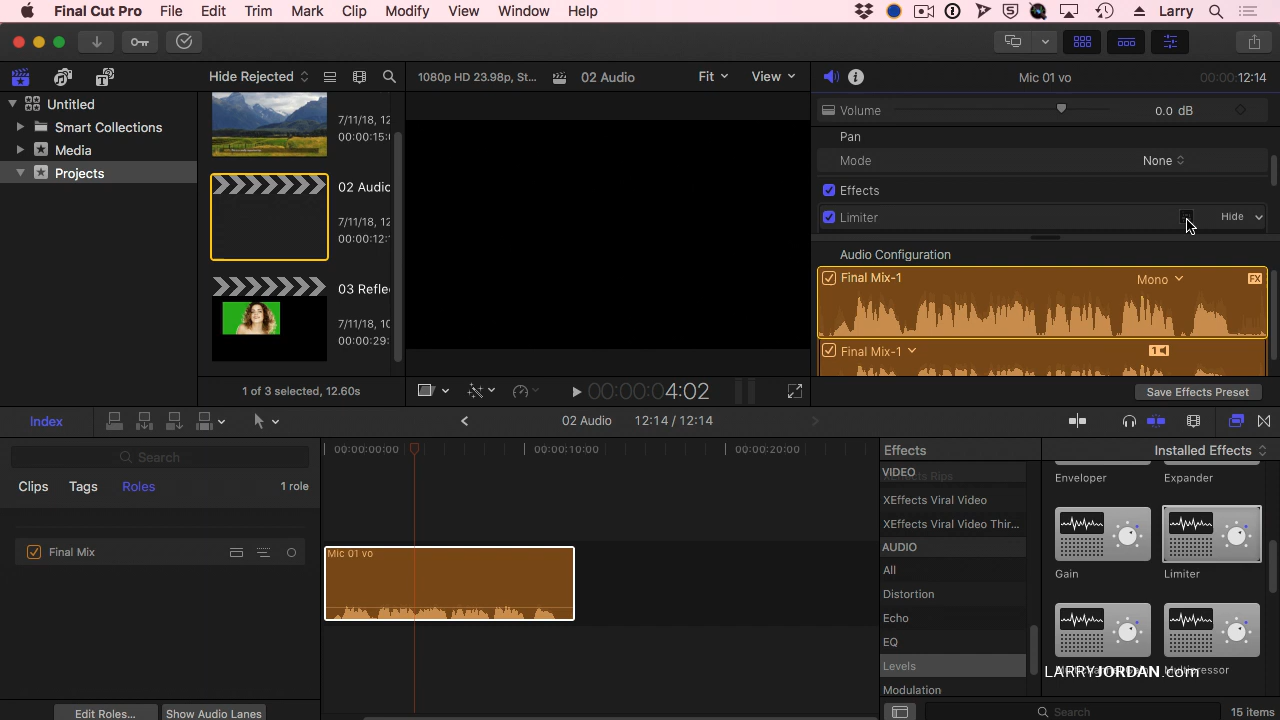 Final Cut Pro File Edit Trim Mark Clip Modify View Window Help Larry
Hide Rejected
1080p HD 23.98p, St...
02 Audio
Fit
View
Mic 01 vo
00:00:12:14
Untitled
Smart Collections
Media
Projects
7/11/18, 12
00:00:15:
02 Audio
7/11/18, 12
00:00:12:
03 Refle
7/11/18, 10
00:00:29:
1 of 3 selected, 12.60s
00:00:04:02
Volume
0.0 dB
Pan
Mode
None
Effects
Limiter
Hide
Audio Configuration
Final Mix-1
Mono
FX
Final Mix-1
1
Save Effects Preset
Index
02 Audio
12:14 / 12:14
Search
Clips
Tags
Roles
1 role
Final Mix
Edit Roles...
Show Audio Lanes
00:00:00:00
00:00:10:00
00:00:20:00
Mic 01 vo
Effects
Installed Effects
VIDEO
XEffects Rips
XEffects Viral Video
XEffects Viral Video Thir...
AUDIO
All
Distortion
Echo
EQ
Levels
Modulation
Enveloper
Expander
Gain
Limiter
LARRYJORDAN.com
Search
15 items